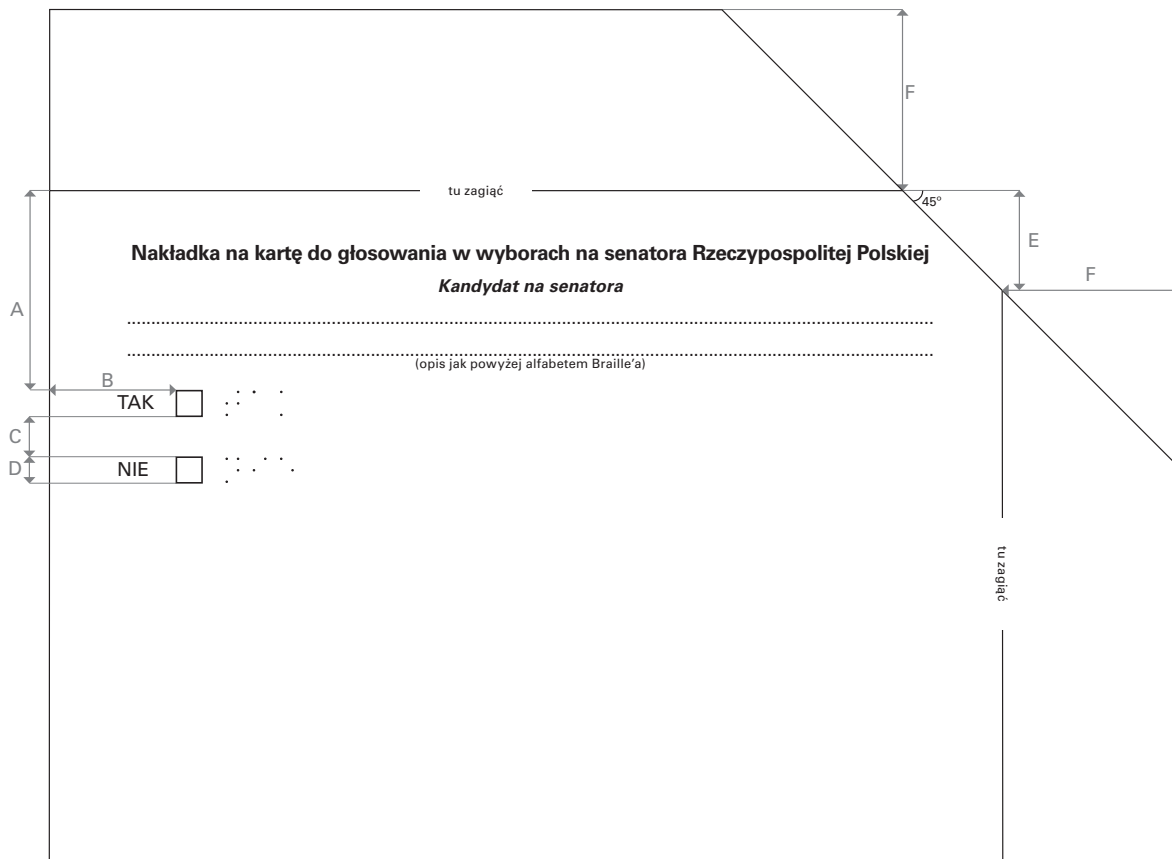 F
tu zagiąć
45°
E
Nakładka na kartę do głosowania w wyborach na senatora Rzeczypospolitej Polskiej
F
Kandydat na senatora
A
(opis jak powyżej alfabetem Braille'a)
B
TAK
C
D
NIE
tu zagiąć